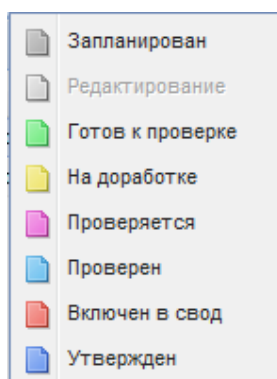 Запланирован
Редактирование
Готов к проверке
На доработке
Проверяется
Проверен
Включен в свод
Утвержден